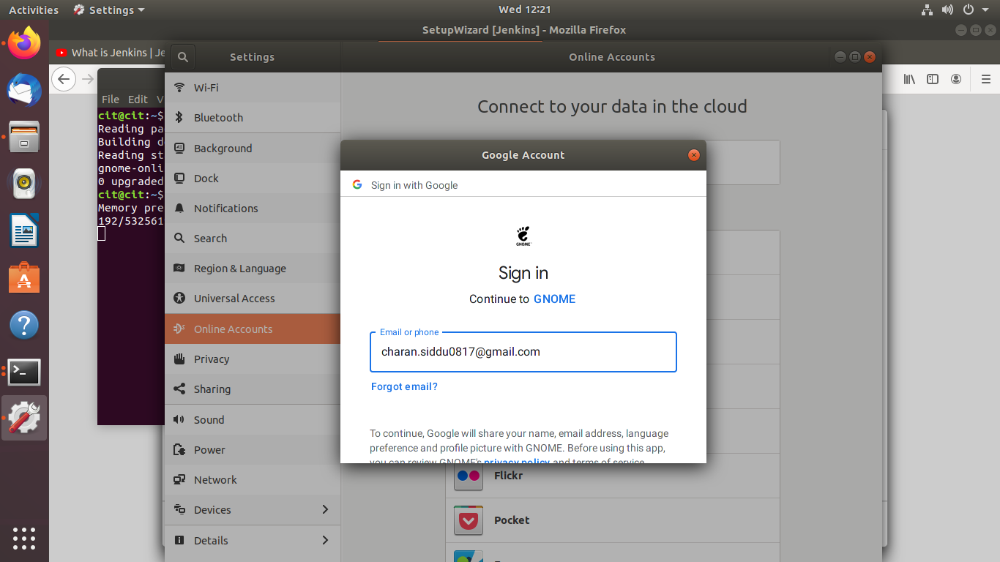 Activities
Settings
Wed 12:21
SetupWizard [Jenkins] - Mozilla Firefox
What is Jenkins | Je
Settings
Online Accounts
File Edit V
cit@cit:~$
Reading pa
Building d
Reading st
gnome-onli
0 upgraded
cit@cit:~$
Memory pre
192/532561
Wi-Fi
Bluetooth
Background
Dock
Notifications
Search
Region & Language
Universal Access
Online Accounts
Privacy
Sharing
Sound
Power
Network
Devices
Details
Connect to your data in the cloud
Google Account
Sign in with Google
GNOME
Sign in
Continue to GNOME
Email or phone
charan.siddu0817@gmail.com
Forgot email?
To continue, Google will share your name, email address, language
preference and profile picture with GNOME. Before using this app,
you can review GNOME's privacy policy and terms of service.
Flickr
Pocket